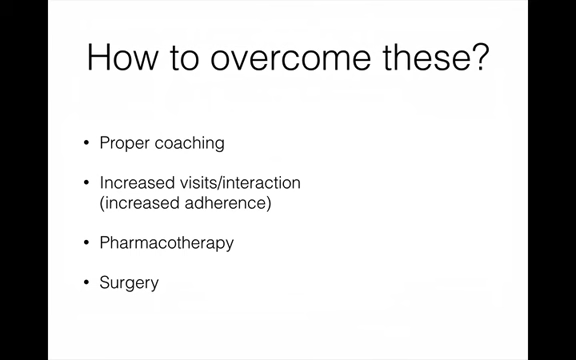 How to overcome these?
• Proper coaching
• Increased visits/interaction
(increased adherence)
• Pharmacotherapy
• Surgery